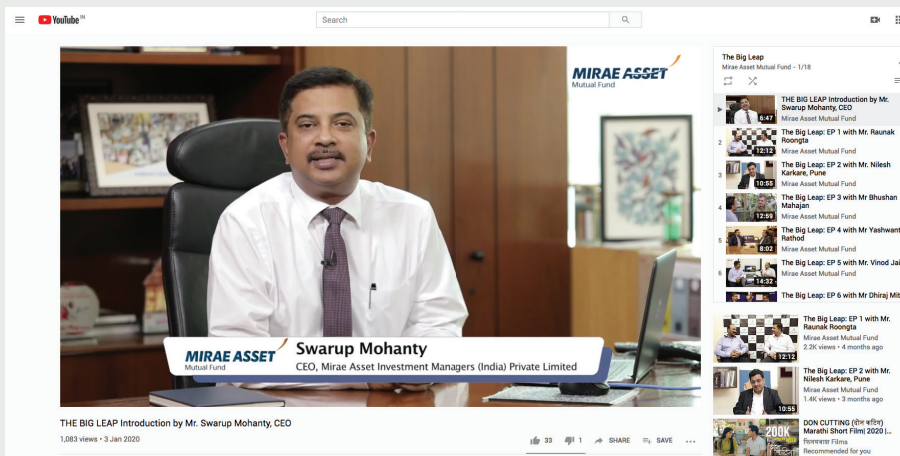 YouTube IN
Search
MIRAE ASSET
Mutual Fund
MIRAE ASSET
Mutual Fund
Swarup Mohanty
CEO, Mirae Asset Investment Managers (India) Private Limited
THE BIG LEAP Introduction by Mr. Swarup Mohanty, CEO
1,083 views • 3 Jan 2020
33
1
SHARE
SAVE
The Big Leap
Mirae Asset Mutual Fund - 1/18
6:47
THE BIG LEAP Introduction by Mr.
Swarup Mohanty, CEO
Mirae Asset Mutual Fund
2
12:12
The Big Leap: EP 1 with Mr. Raunak
Roongta
Mirae Asset Mutual Fund
3
10:55
The Big Leap: EP 2 with Mr. Nilesh
Karkare, Pune
Mirae Asset Mutual Fund
4
12:59
The Big Leap: EP 3 with Mr Bhushan
Mahajan
Mirae Asset Mutual Fund
5
8:02
The Big Leap: EP 4 with Mr Yashwant
Rathod
Mirae Asset Mutual Fund
6
14:32
The Big Leap: EP 5 with Mr. Vinod Jai
Mirae Asset Mutual Fund
The Big Leap: EP 6 with Mr Dhiraj Mit
12:12
The Big Leap: EP 1 with Mr.
Raunak Roongta
Mirae Asset Mutual Fund
2.2K views • 4 months ago
10:55
The Big Leap: EP 2 with Mr.
Nilesh Karkare, Pune
Mirae Asset Mutual Fund
1.4K views • 3 months ago
200K
DON CUTTING (दोन कटिंग)
Marathi Short Film| 2020 |...
Films
Recommended for you